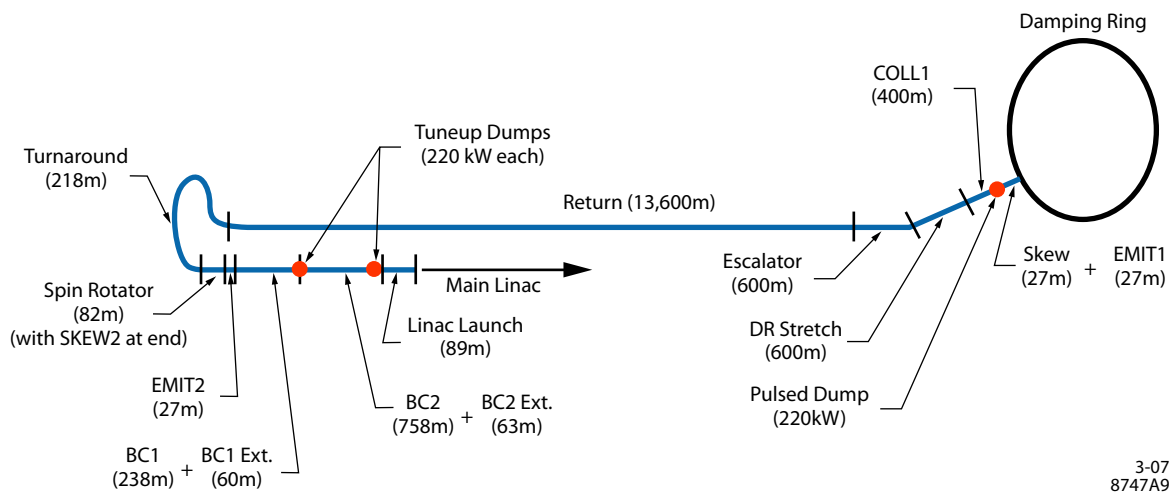 Damping Ring
COLL1
(400m)
Tuneup Dumps
(220 kW each)
Turnaround
(218m)
Return (13,600m)
Escalator
(600m)
Skew + EMIT1
(27m) (27m)
Main Linac
Spin Rotator
(82m)
(with SKEW2 at end)
Linac Launch
(89m)
DR Stretch
(600m)
EMIT2
(27m)
BC2 + BC2 Ext.
(758m) (63m)
Pulsed Dump
(220kW)
BC1 + BC1 Ext.
(238m) (60m)
3-07
8747A9